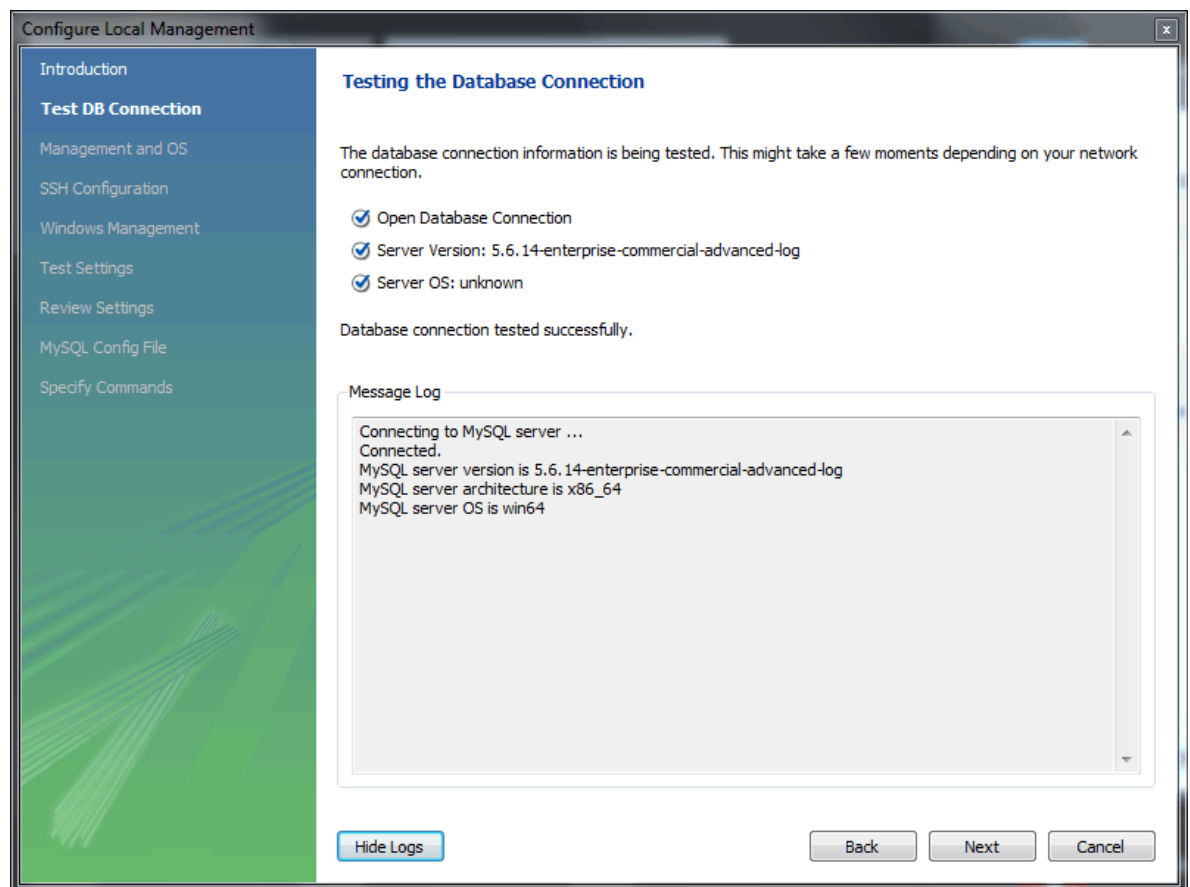 Configure Local Management
x
Introduction
Test DB Connection
Management and OS
SSH Configuration
Windows Management
Test Settings
Review Settings
MySQL Config File
Specify Commands
Testing the Database Connection
The database connection information is being tested. This might take a few moments depending on your network
connection.
Open Database Connection
Server Version: 5.6.14-enterprise-commercial-advanced-log
Server OS: unknown
Database connection tested successfully.
Message Log
Connecting to MySQL server ...
Connected.
MySQL server version is 5.6.14-enterprise-commercial-advanced-log
MySQL server architecture is x86_64
MySQL server OS is win64
Hide Logs
Back
Next
Cancel